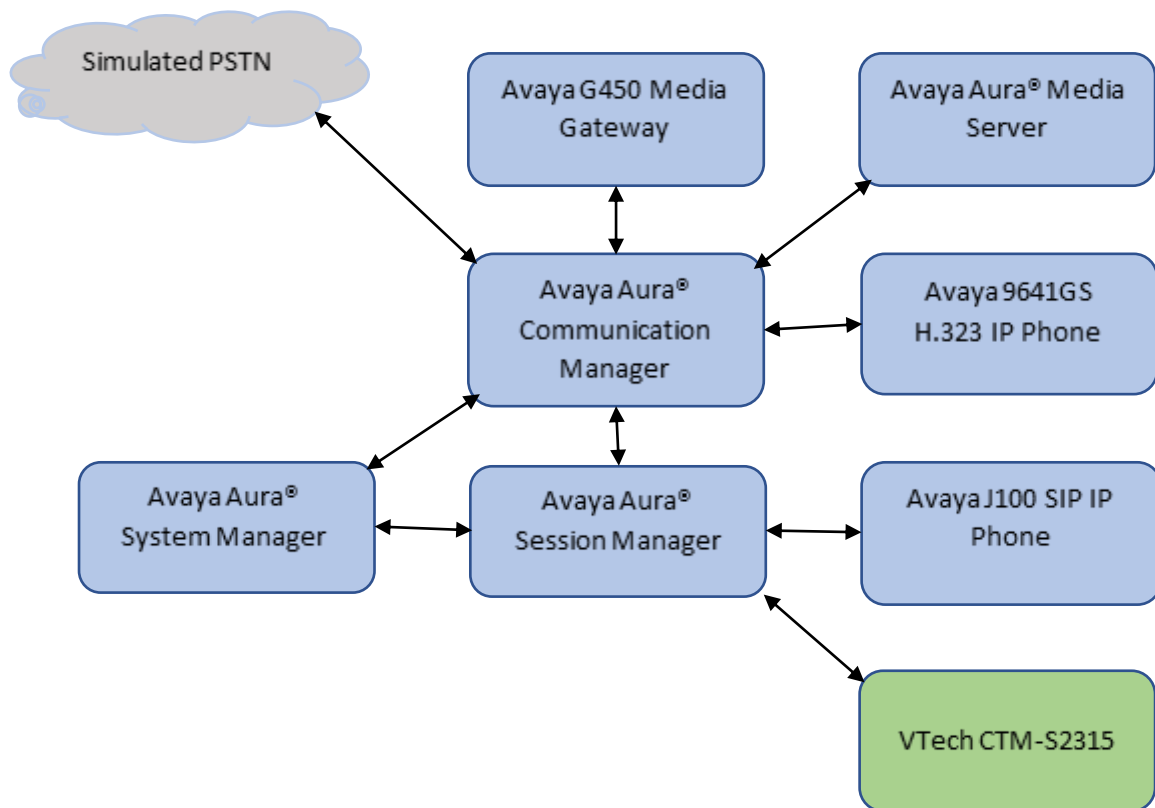 Simulated PSTN
Avaya G450 Media
Gateway
Avaya Aura® Media
Server
Avaya Aura®
Communication
Manager
Avaya 9641GS
H.323 IP Phone
Avaya Aura®
System Manager
Avaya Aura®
Session Manager
Avaya J100 SIP IP
Phone
VTech CTM-S2315